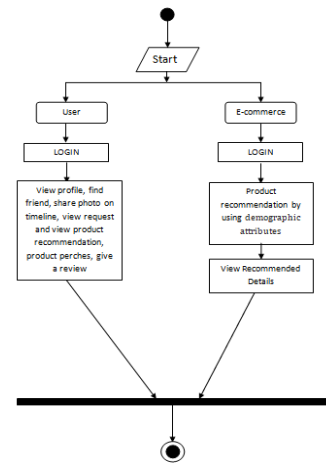 Start
User
E-commerce
LOGIN
LOGIN
View profile, find
friend, share photo on
timeline, view request
and view product
recommendation,
product perches, give
a review
Product
recommendation by
using demographic
attributes
View Recommended
Details